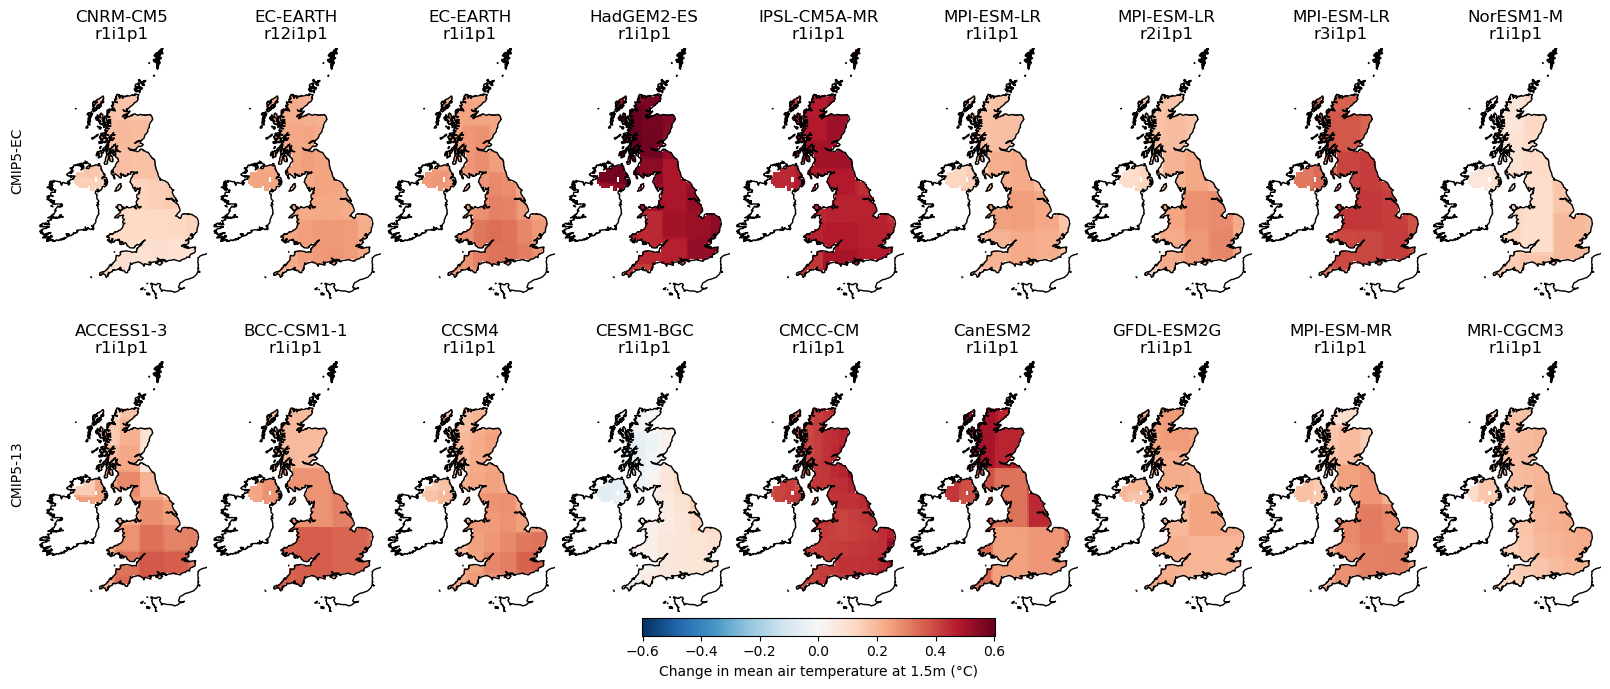 CNRM-CM5
r1i1p1
EC-EARTH
r12i1p1
EC-EARTH
r1i1p1
HadGEM2-ES
r1i1p1
IPSL-CM5A-MR
r1i1p1
MPI-ESM-LR
r1i1p1
MPI-ESM-LR
r2i1p1
MPI-ESM-LR
r3i1p1
NorESM1-M
r1i1p1
CMIP5-EC
ACCESS1-3
r1i1p1
BCC-CSM1-1
r1i1p1
CCSM4
r1i1p1
CESM1-BGC
r1i1p1
CMCC-CM
r1i1p1
CanESM2
r1i1p1
GFDL-ESM2G
r1i1p1
MPI-ESM-MR
r1i1p1
MRI-CGCM3
r1i1p1
CMIP5-13
−0.6 −0.4 −0.2 0.0 0.2 0.4 0.6
Change in mean air temperature at 1.5m (°C)